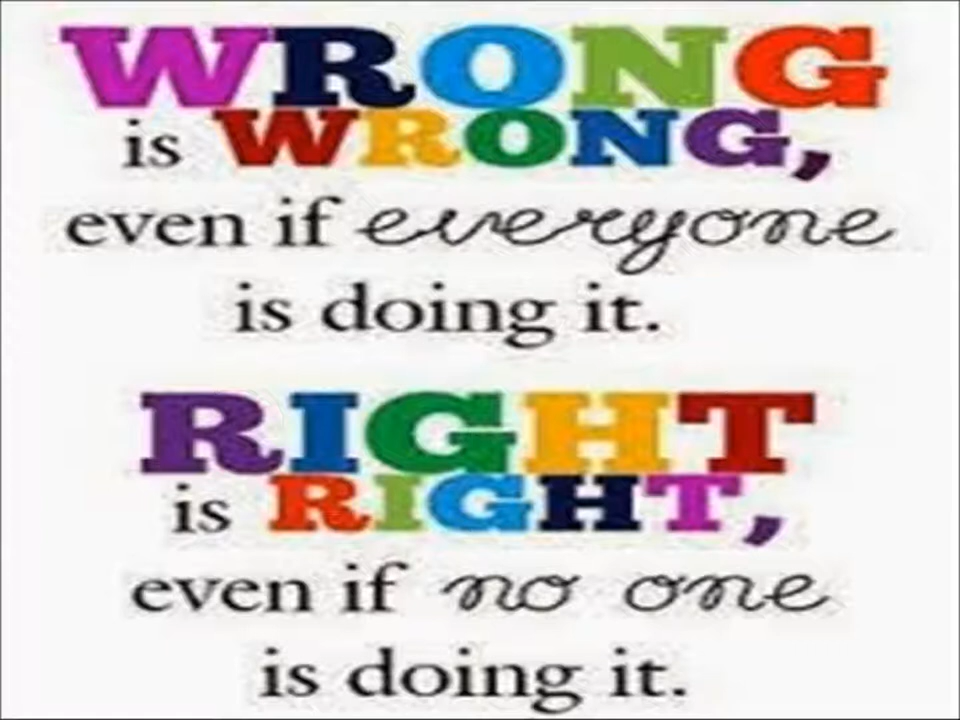 WRONG
is WRONG,
even if everyone
is doing it.
RIGHT
is RIGHT,
even if no one
is doing it.